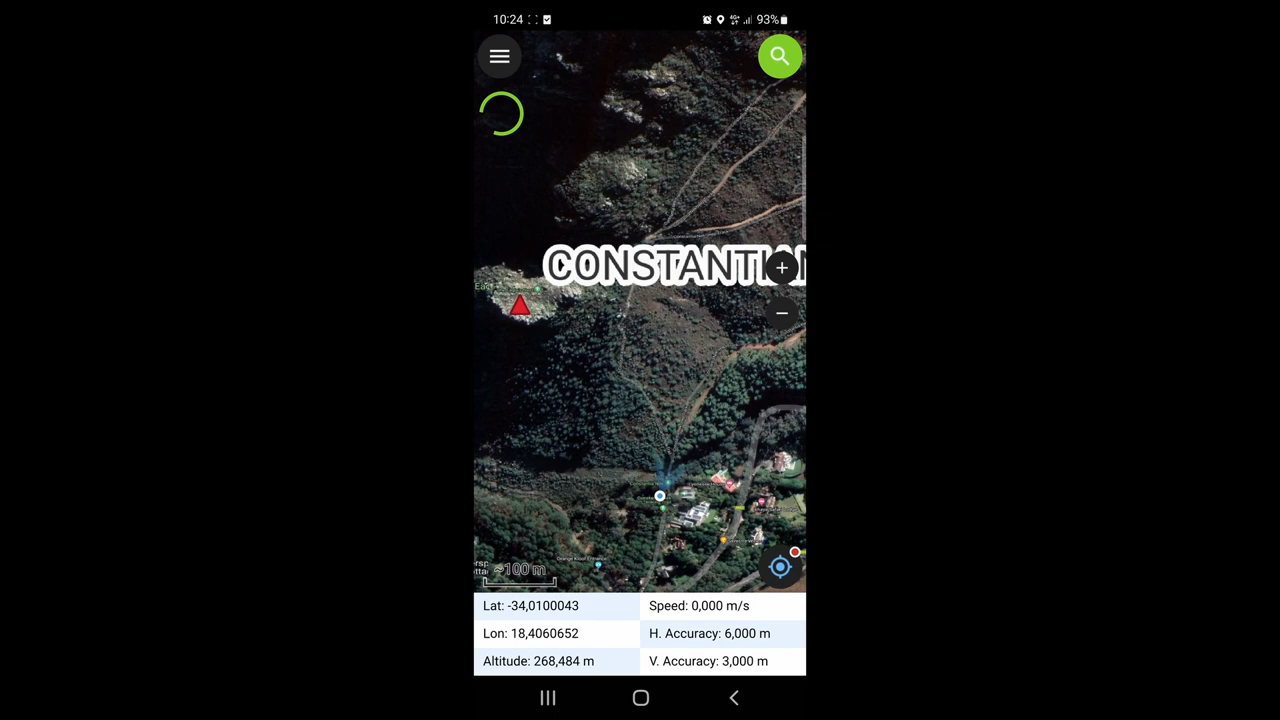 10:24
93%
CONSTANTI
~100 m
Lat: -34,0100043
Speed: 0,000 m/s
Lon: 18,4060652
H. Accuracy: 6,000 m
Altitude: 268,484 m
V. Accuracy: 3,000 m